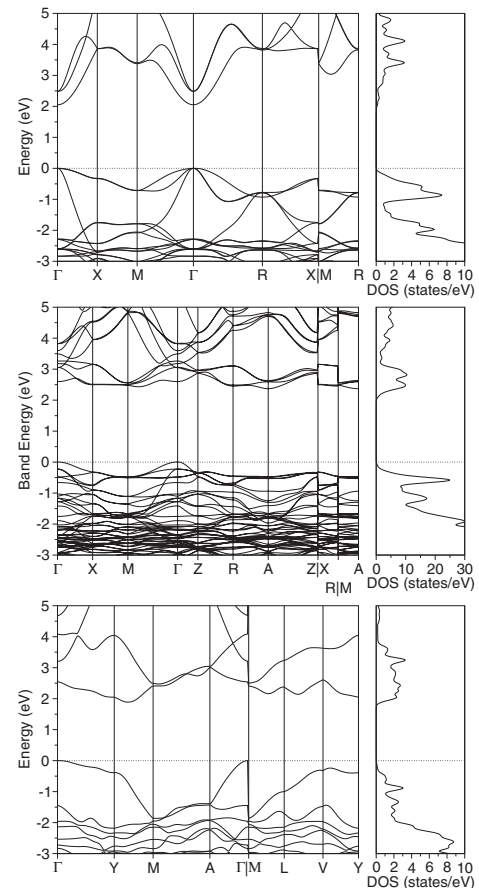 5
4
3
2
1
0
-1
-2
-3
Energy (eV)
Γ X M Γ R X|M R
0 2 4 6 8 10
DOS (states/eV)
5
4
3
2
1
0
-1
-2
-3
Band Energy (eV)
Γ X M Γ Z R A Z|X A
R|M
0 10 20 30
DOS (states/eV)
5
4
3
2
1
0
-1
-2
-3
Energy (eV)
Γ Y M A Γ|M L V Y
0 2 4 6 8 10
DOS (states/eV)